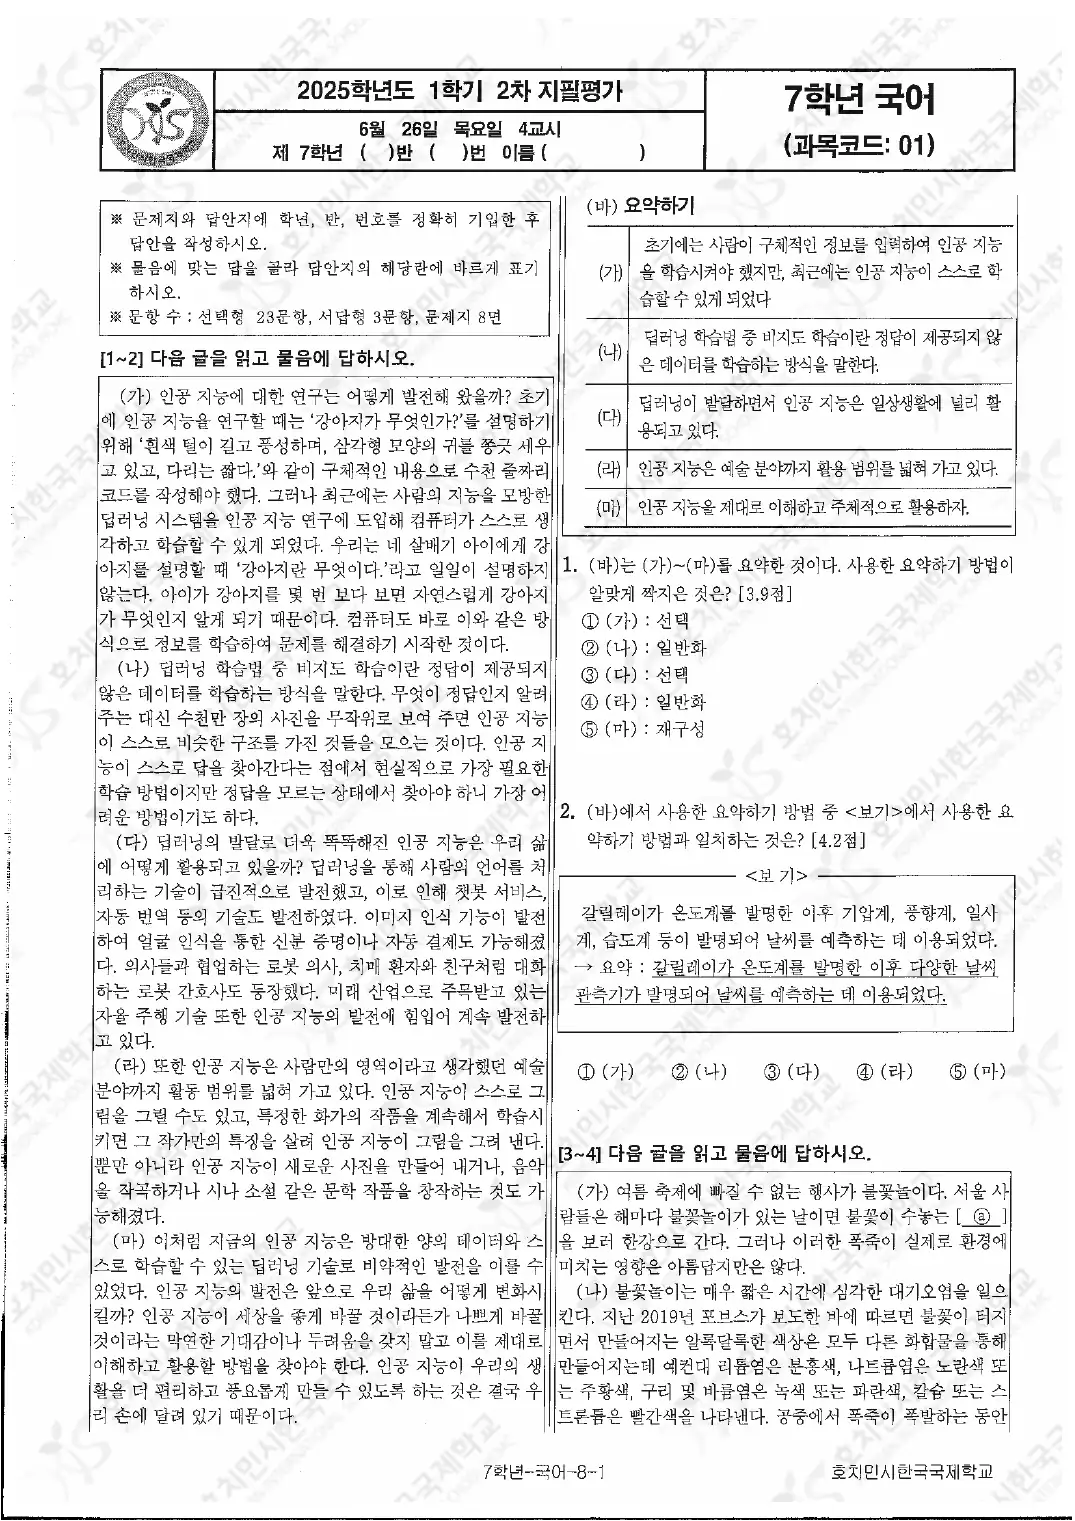 2025학년도 1학기 2차 지필평가
6월 26일 목요일 4교시
제 7학년 ( )반 ( )번 이름 ( )
7학년 국어
(과목코드: 01)
※ 문제지와 답안지에 학년, 반, 번호를 정확히 기입한 후
답안을 작성하시오.
※ 물음에 맞는 답을 골라 답안지의 해당란에 바르게 표기
하시오.
※ 문항 수 : 선택형 23문항, 서답형 3문항, 문제지 8면
[1~2] 다음 글을 읽고 물음에 답하시오.
(가) 인공 지능에 대한 연구는 어떻게 발전해 왔을까? 초기
에 인공 지능을 연구할 때는 ‘강아지가 무엇인가?’를 설명하기
위해 ‘흰색 털이 길고 풍성하며, 삼각형 모양의 귀를 쫑긋 세우
고 있고, 다리는 짧다.’와 같이 구체적인 내용으로 수천 줄짜리
코드를 작성해야 했다. 그러나 최근에는 사람의 지능을 모방한
딥러닝 시스템을 인공 지능 연구에 도입해 컴퓨터가 스스로 생
각하고 학습할 수 있게 되었다. 우리는 네 살배기 아이에게 강
아지를 설명할 때 ‘강아지란 무엇이다.’라고 일일이 설명하지
않는다. 아이가 강아지를 몇 번 보다 보면 자연스럽게 강아지
가 무엇인지 알게 되기 때문이다. 컴퓨터도 바로 이와 같은 방
식으로 정보를 학습하여 문제를 해결하기 시작한 것이다.
(나) 딥러닝 학습법 중 비지도 학습이란 정답이 제공되지
않은 데이터를 학습하는 방식을 말한다. 무엇이 정답인지 알려
주는 대신 수천만 장의 사진을 무작위로 보여 주면 인공 지능
이 스스로 비슷한 구조를 가진 것들을 모으는 것이다. 인공 지
능이 스스로 답을 찾아간다는 점에서 현실적으로 가장 필요한
학습 방법이지만 정답을 모르는 상태에서 찾아야 하니 가장 어
려운 방법이기도 하다.
(다) 딥러닝의 발달로 더욱 똑똑해진 인공 지능은 우리 삶
에 어떻게 활용되고 있을까? 딥러닝을 통해 사람의 언어를 처
리하는 기술이 급진적으로 발전했고, 이로 인해 챗봇 서비스,
자동 번역 등의 기술도 발전하였다. 이미지 인식 기능이 발전
하여 얼굴 인식을 통한 신분 증명이나 자동 결제도 가능해졌
다. 의사들과 협업하는 로봇 의사, 치매 환자와 친구처럼 대화
하는 로봇 간호사도 등장했다. 미래 산업으로 주목받고 있는
자율 주행 기술 또한 인공 지능의 발전에 힘입어 계속 발전하
고 있다.
(라) 또한 인공 지능은 사람만의 영역이라고 생각했던 예술
분야까지 활동 범위를 넓혀 가고 있다. 인공 지능이 스스로 그
림을 그릴 수도 있고, 특정한 화가의 작품을 계속해서 학습시
키면 그 작가만의 특징을 살려 인공 지능이 그림을 그려 낸다.
뿐만 아니라 인공 지능이 새로운 사진을 만들어 내거나, 음악
을 작곡하거나 시나 소설 같은 문학 작품을 창작하는 것도 가
능해졌다.
(마) 이처럼 지금의 인공 지능은 방대한 양의 데이터와 스
스로 학습할 수 있는 딥러닝 기술로 비약적인 발전을 이룰 수
있었다. 인공 지능의 발전은 앞으로 우리 삶을 어떻게 변화시
킬까? 인공 지능이 세상을 좋게 바꿀 것이라든가 나쁘게 바꿀
것이라는 막연한 기대감이나 두려움을 갖지 말고 이를 제대로
이해하고 활용할 방법을 찾아야 한다. 인공 지능이 우리의 생
활을 더 편리하고 풍요롭게 만들 수 있도록 하는 것은 결국 우
리 손에 달려 있기 때문이다.
(바) 요약하기
(가) 초기에는 사람이 구체적인 정보를 입력하여 인공 지능
을 학습시켜야 했지만, 최근에는 인공 지능이 스스로 학
습할 수 있게 되었다
(나) 딥러닝 학습법 중 비지도 학습이란 정답이 제공되지 않
은 데이터를 학습하는 방식을 말한다.
(다) 딥러닝이 발달하면서 인공 지능은 일상생활에 널리 활
용되고 있다.
(라) 인공 지능은 예술 분야까지 활용 범위를 넓혀 가고 있다.
(마) 인공 지능을 제대로 이해하고 주체적으로 활용하자.
1. (바)는 (가)~(마)를 요약한 것이다. 사용한 요약하기 방법이
알맞게 짝지은 것은? [3.9점]
① (가) : 선택
② (나) : 일반화
③ (다) : 선택
④ (라) : 일반화
⑤ (마) : 재구성
2. (바)에서 사용한 요약하기 방법 중 <보기>에서 사용한 요
약하기 방법과 일치하는 것은? [4.2점]
<보 기>
갈릴레이가 온도계를 발명한 이후 기압계, 풍향계, 일사
계, 습도계 등이 발명되어 날씨를 예측하는 데 이용되었다.
→ 요약 : 갈릴레이가 온도계를 발명한 이후 다양한 날씨
관측기가 발명되어 날씨를 예측하는 데 이용되었다.
① (가) ② (나) ③ (다) ④ (라) ⑤ (마)
[3~4] 다음 글을 읽고 물음에 답하시오.
(가) 여름 축제에 빠질 수 없는 행사가 불꽃놀이다. 서울 사
람들은 해마다 불꽃놀이가 있는 날이면 불꽃이 수놓는 [ ⓐ ]
을 보러 한강으로 간다. 그러나 이러한 폭죽이 실제로 환경에
미치는 영향은 아름답지만은 않다.
(나) 불꽃놀이는 매우 짧은 시간에 심각한 대기오염을 일으
킨다. 지난 2019년 포브스가 보도한 바에 따르면 불꽃이 터지
면서 만들어지는 알록달록한 색상은 모두 다른 화합물을 통해
만들어지는데 예컨대 리튬염은 분홍색, 나트륨염은 노란색 또
는 주황색, 구리 및 바륨염은 녹색 또는 파란색, 칼슘 또는 스
트론튬은 빨간색을 나타낸다. 공중에서 폭죽이 폭발하는 동안
7학년-국어-8-1
호치민시한국국제학교